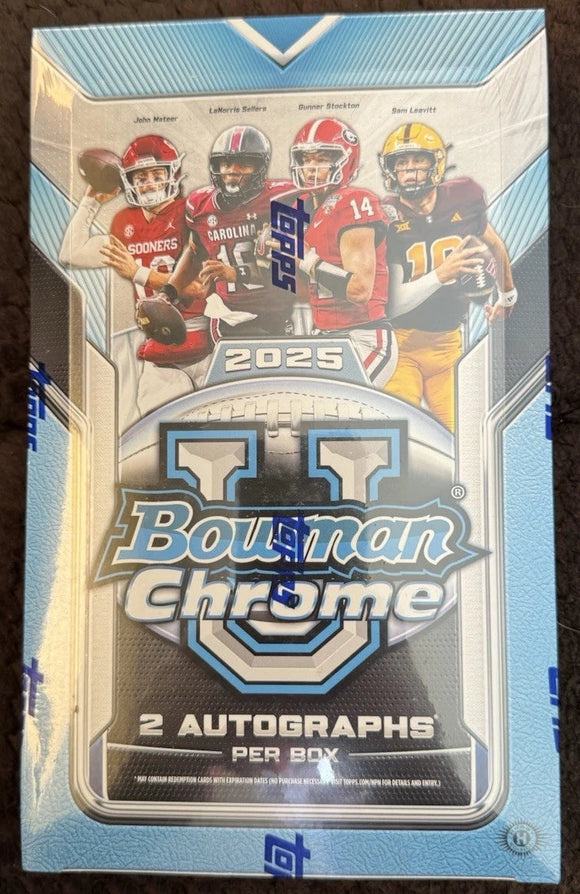 John Mateer
LaNorris Sellers
Gunner Stockton
Sam Leavitt
SOONERS
CAROLINA
14
10
topps
2025
U
Bowman®
Chrome
2 AUTOGRAPHS*
PER BOX
*MAY CONTAIN REDEMPTION CARDS WITH EXPIRATION DATES (NO PURCHASE NECESSARY. VISIT TOPPS.COM/NPN FOR DETAILS AND ENTRY.)
topps
topps
H